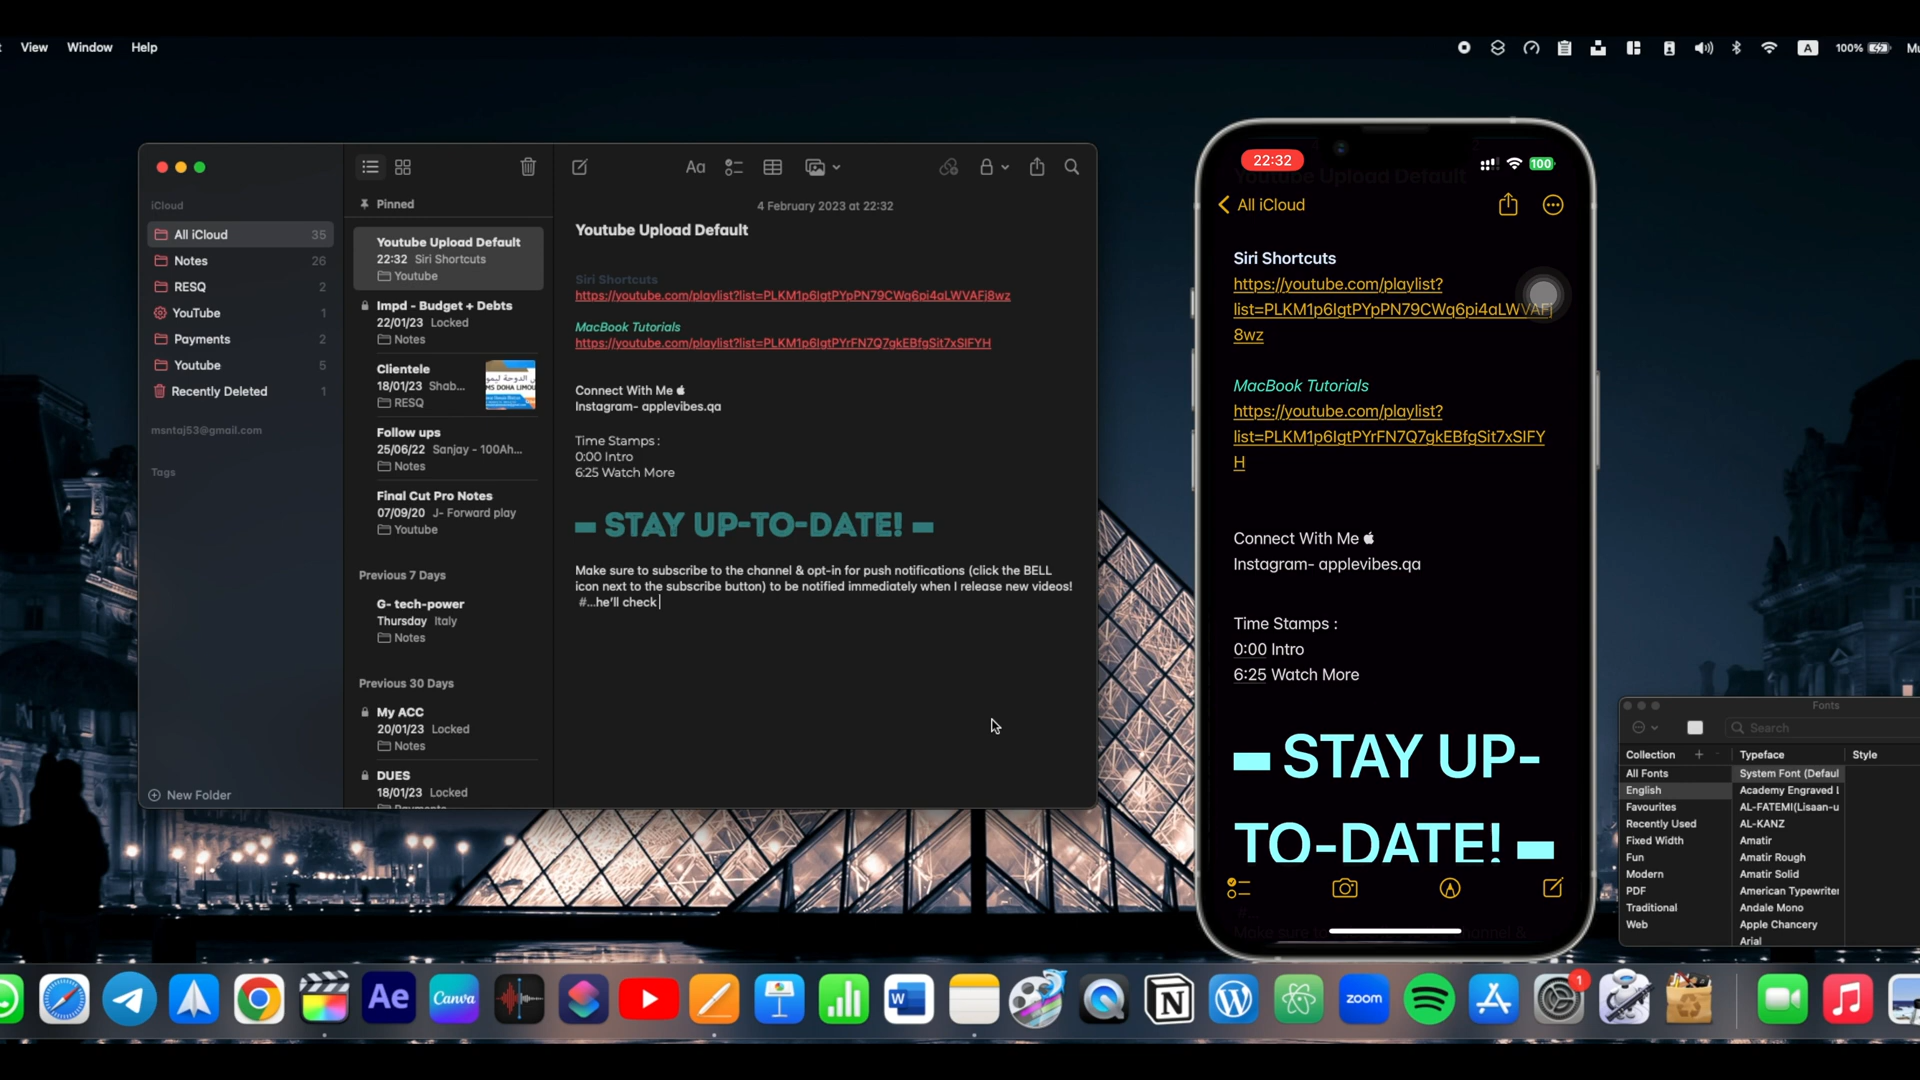 View Window Help
A 100%
iCloud
All iCloud 35
Notes 26
RESQ 2
YouTube 1
Payments 2
Youtube 5
Recently Deleted 1
msntaj53@gmail.com
Tags
New Folder
Pinned
Youtube Upload Default
22:32 Siri Shortcuts
Youtube
Impd - Budget + Debts
22/01/23 Locked
Notes
Clientele
18/01/23 Shab...
RESQ
Follow ups
25/06/22 Sanjay - 100Ah...
Notes
Final Cut Pro Notes
07/09/20 J- Forward play
Youtube
Previous 7 Days
G- tech-power
Thursday Italy
Notes
Previous 30 Days
My ACC
20/01/23 Locked
Notes
DUES
18/01/23 Locked
Payments
Aa
4 February 2023 at 22:32
Youtube Upload Default
Siri Shortcuts
https://youtube.com/playlist?list=PLKM1p6IgtPYpPN79CWq6pi4aLWVAFj8wz
MacBook Tutorials
https://youtube.com/playlist?list=PLKM1p6IgtPYrFN7Q7gkEBfgSit7xSIFYH
Connect With Me
Instagram- applevibes.qa
Time Stamps :
0:00 Intro
6:25 Watch More
– STAY UP-TO-DATE! –
Make sure to subscribe to the channel & opt-in for push notifications (click the BELL
icon next to the subscribe button) to be notified immediately when I release new videos!
#...he'll check
22:32
100
Youtube Upload Default
All iCloud
Siri Shortcuts
https://youtube.com/playlist?
list=PLKM1p6IgtPYpPN79CWq6pi4aLWVAFj
8wz
MacBook Tutorials
https://youtube.com/playlist?
list=PLKM1p6IgtPYrFN7Q7gkEBfgSit7xSIFY
H
Connect With Me
Instagram- applevibes.qa
Time Stamps :
0:00 Intro
6:25 Watch More
– STAY UP-
TO-DATE! –
Fonts
Search
Collection + Typeface Style
All Fonts System Font (Defaul
English Academy Engraved L
Favourites AL-FATEMI(Lisaan-u
Recently Used AL-KANZ
Fixed Width Amatir
Fun Amatir Rough
Modern Amatir Solid
PDF American Typewriter
Traditional Andale Mono
Web Apple Chancery
Arial
Ae
Canva
W
N
zoom
1